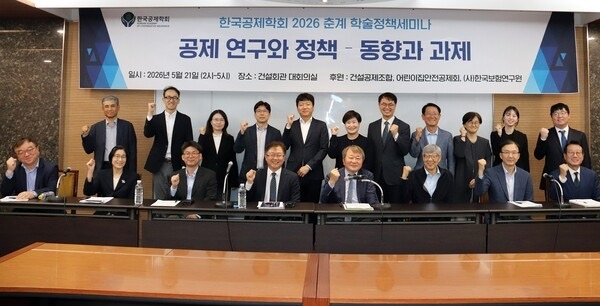 한국공제학회
한국공제학회 2026 춘계 학술정책세미나
공제 연구와 정책 - 동향과 과제
일시 : 2026년 5월 21일 (2시-5시) 장소 : 건설회관 대회의실 / 후원 : 건설공제조합, 어린이집안전공제회, (사)한국보험연구원